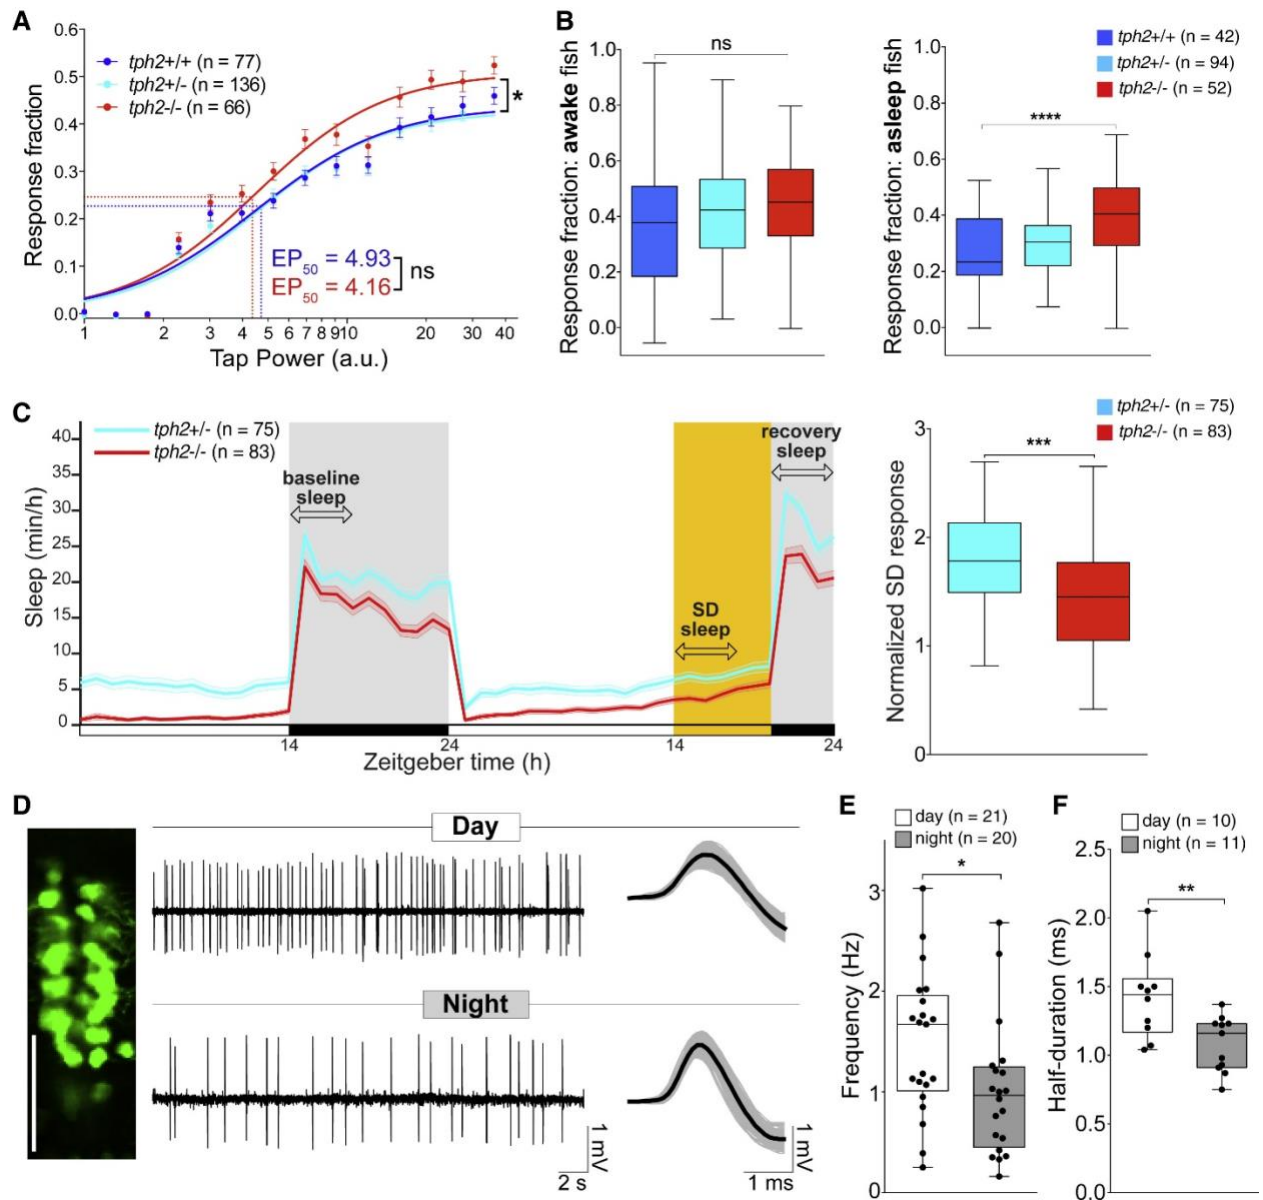 A
0.6
0.5
0.4
0.3
0.2
0.1
0.0
Response fraction
tph2+/+ (n = 77)
tph2+/- (n = 136)
tph2-/- (n = 66)
*
EP50 = 4.93
EP50 = 4.16
ns
1 2 3 4 5 6 7 8 910 20 30 40
Tap Power (a.u.)
B
1.0
0.8
0.6
0.4
0.2
0.0
Response fraction: awake fish
ns
1.0
0.8
0.6
0.4
0.2
0.0
Response fraction: asleep fish
****
tph2+/+ (n = 42)
tph2+/- (n = 94)
tph2-/- (n = 52)
C
40
35
30
25
20
15
10
5
0
Sleep (min/h)
tph2+/- (n = 75)
tph2-/- (n = 83)
baseline
sleep
SD
sleep
recovery
sleep
14 24 14 24
Zeitgeber time (h)
3
2
1
0
Normalized SD response
***
tph2+/- (n = 75)
tph2-/- (n = 83)
D
Day
Night
1 mV
2 s
1 mV
1 ms
E
day (n = 21)
night (n = 20)
*
3
2
1
0
Frequency (Hz)
F
day (n = 10)
night (n = 11)
**
2.5
2.0
1.5
1.0
0.5
0.0
Half-duration (ms)